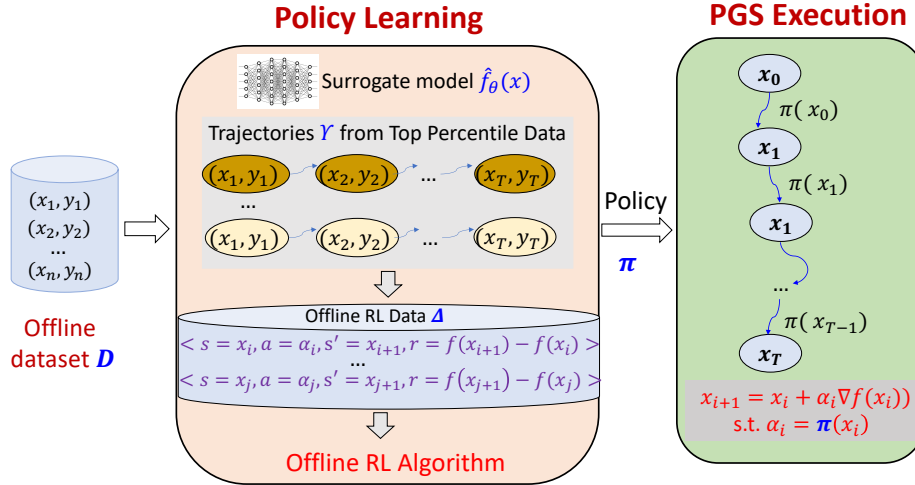 Policy Learning
PGS Execution
Surrogate model f̂_θ(x)
Trajectories ϒ from Top Percentile Data
(x_1, y_1) (x_2, y_2) ... (x_T, y_T)
...
(x_1, y_1) (x_2, y_2) ... (x_T, y_T)
(x_1, y_1)
(x_2, y_2)
...
(x_n, y_n)
Offline
dataset D
Offline RL Data Δ
< s = x_i, a = α_i, s′ = x_{i+1}, r = f(x_{i+1}) − f(x_i) >
...
< s = x_j, a = α_j, s′ = x_{j+1}, r = f(x_{j+1}) − f(x_j) >
Offline RL Algorithm
Policy
π
x_0
π( x_0)
x_1
π( x_1)
x_1
...
π( x_{T−1})
x_T
x_{i+1} = x_i + α_i∇f(x_i))
s.t. α_i = π(x_i)